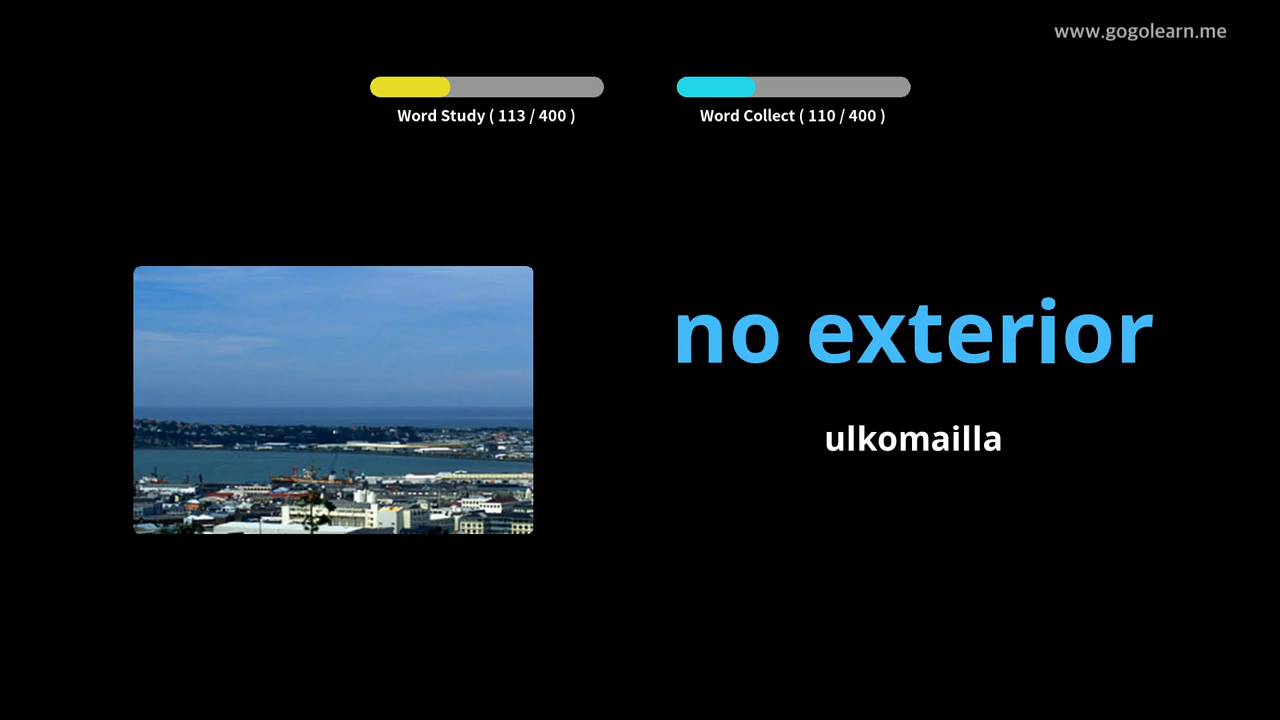 www.gogolearn.me
Word Study ( 113 / 400 )
Word Collect ( 110 / 400 )
no exterior
ulkomailla